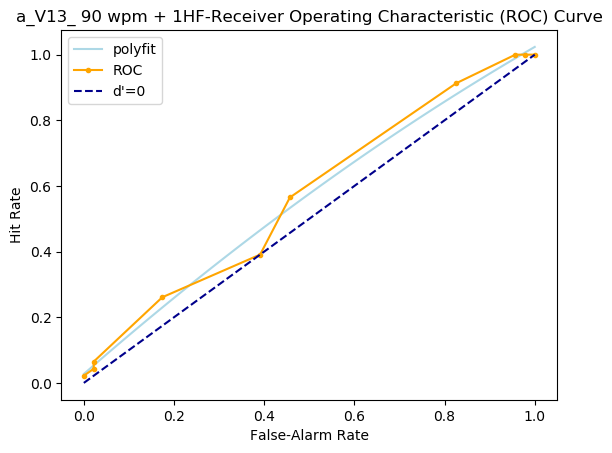 a_V13_ 90 wpm + 1HF-Receiver Operating Characteristic (ROC) Curve
polyfit
ROC
d'=0
1.0
0.8
0.6
0.4
0.2
0.0
Hit Rate
0.0 0.2 0.4 0.6 0.8 1.0
False-Alarm Rate